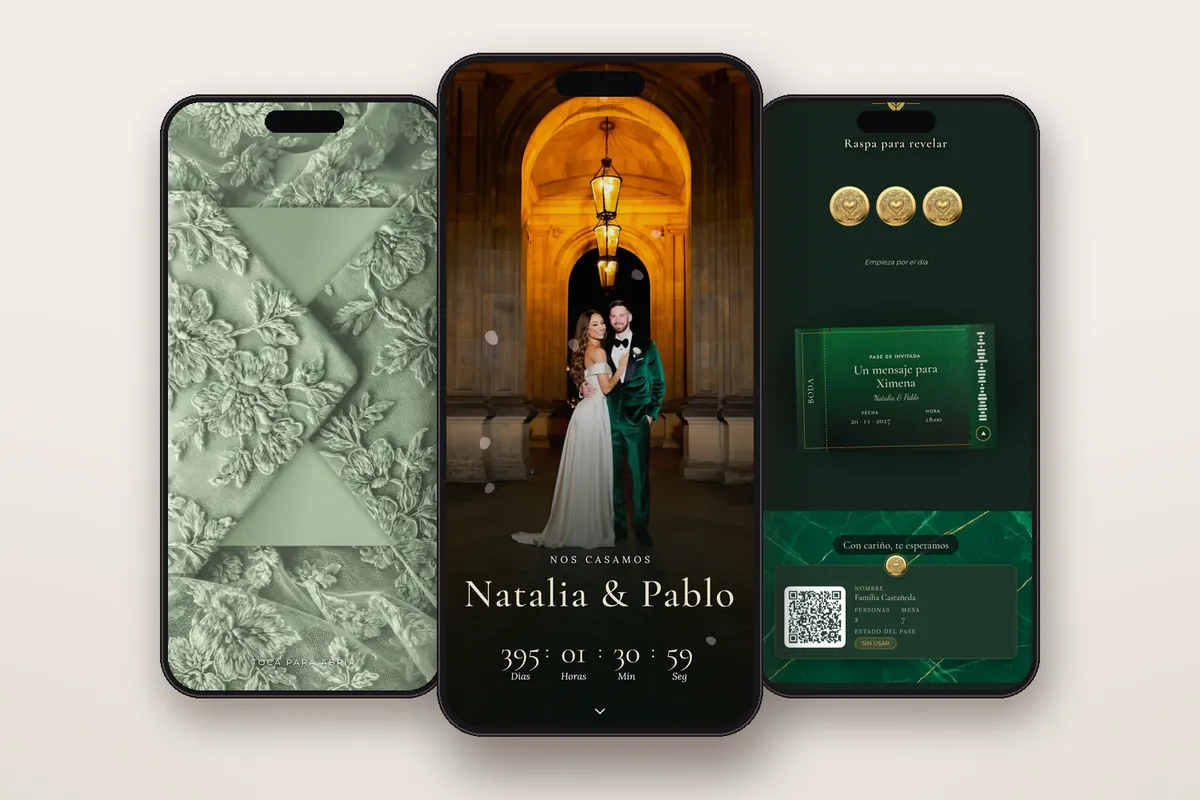 TOCA PARA ABRIR
NOS CASAMOS
Natalia & Pablo
395 : 01 : 30 : 59
Días Horas Min Seg
Raspa para revelar
Empieza por el día
BODA
PASE DE INVITADA
Un mensaje para
Ximena
Natalia & Pablo
FECHA HORA
20 · 11 · 2027 18:00
Con cariño, te esperamos
NOMBRE
Familia Castañeda
PERSONAS MESA
2 7
ESTADO DEL PASE
SIN USAR